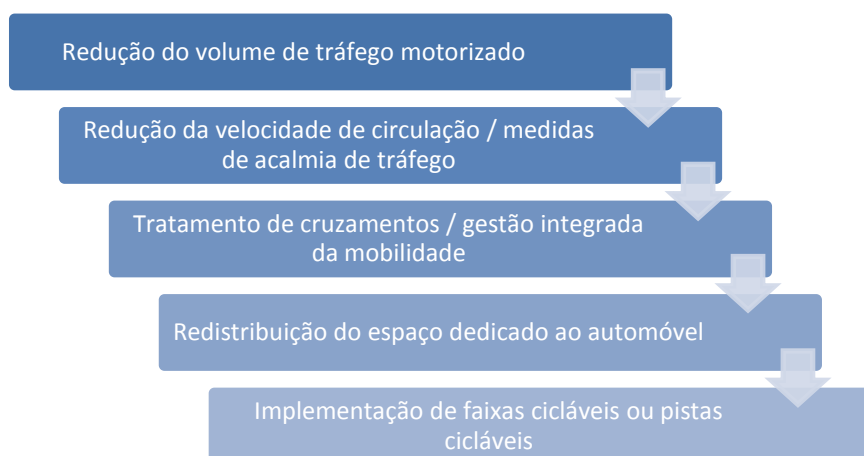 Redução do volume de tráfego motorizado
Redução da velocidade de circulação / medidas
de acalmia de tráfego
Tratamento de cruzamentos / gestão integrada
da mobilidade
Redistribuição do espaço dedicado ao automóvel
Implementação de faixas cicláveis ou pistas
cicláveis